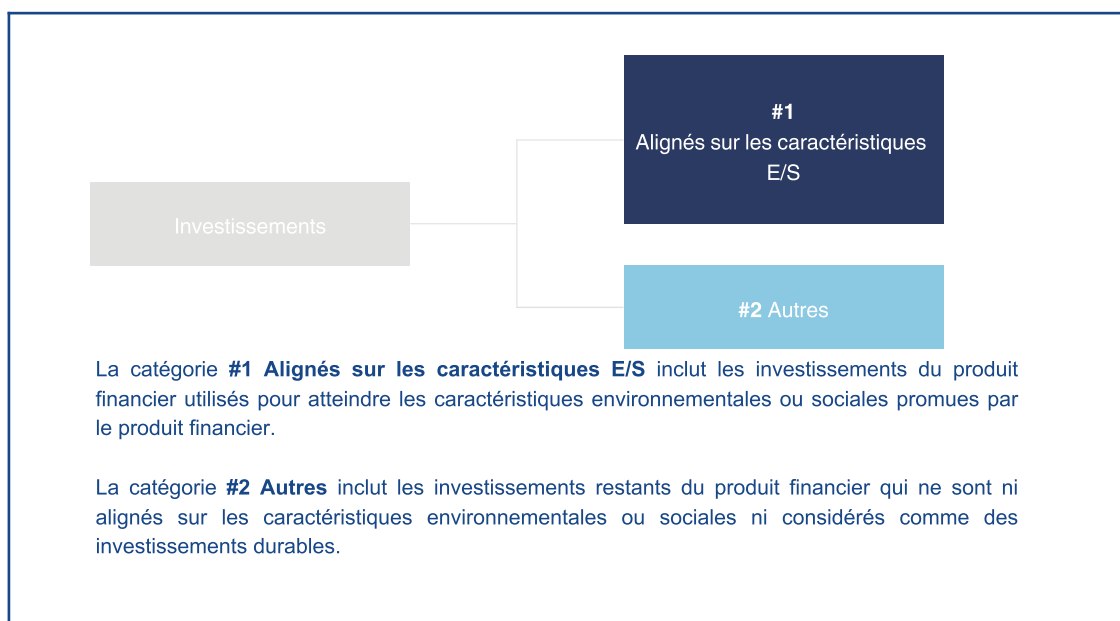 #1
Alignés sur les caractéristiques
E/S
Investissements
#2 Autres
La catégorie #1 Alignés sur les caractéristiques E/S inclut les investissements du produit
financier utilisés pour atteindre les caractéristiques environnementales ou sociales promues par
le produit financier.
La catégorie #2 Autres inclut les investissements restants du produit financier qui ne sont ni
alignés sur les caractéristiques environnementales ou sociales ni considérés comme des
investissements durables.